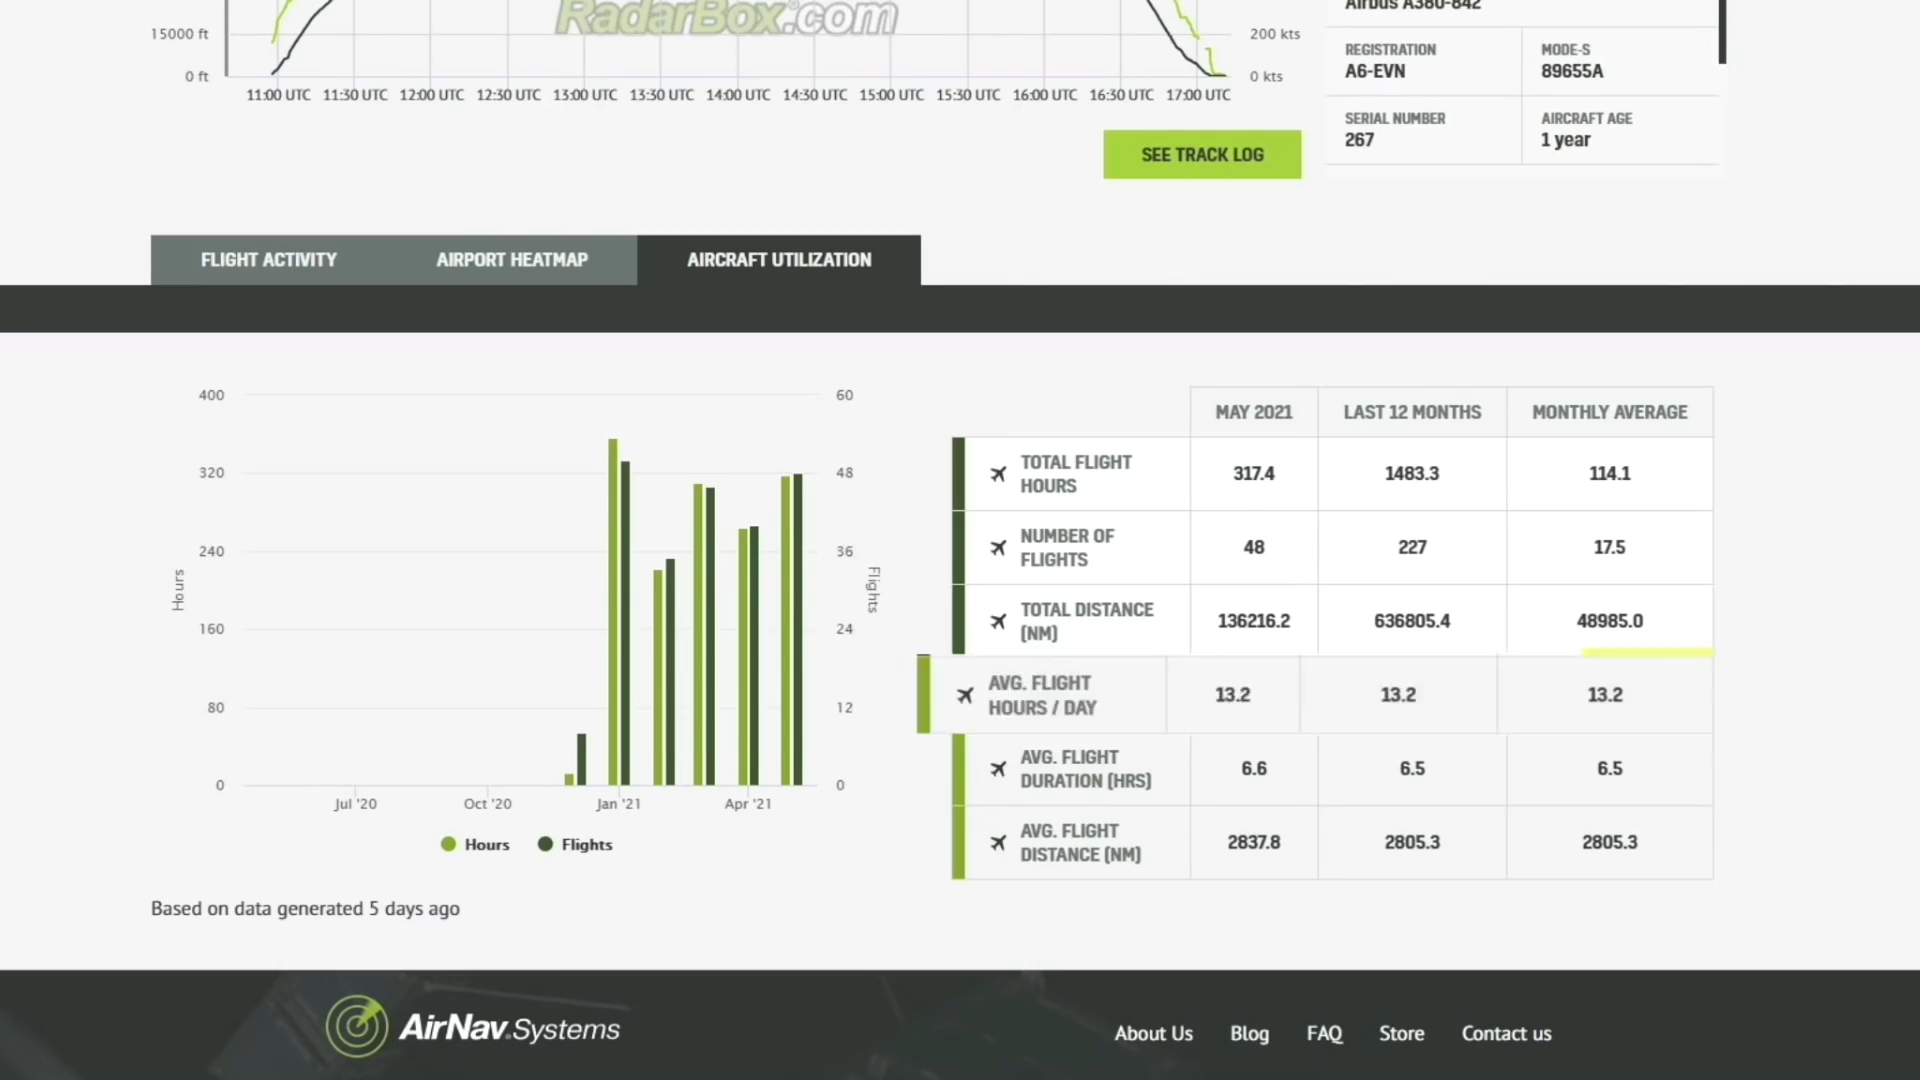 RadarBox.com
15000 ft
0 ft
200 kts
0 kts
11:00 UTC 11:30 UTC 12:00 UTC 12:30 UTC 13:00 UTC 13:30 UTC 14:00 UTC 14:30 UTC 15:00 UTC 15:30 UTC 16:00 UTC 16:30 UTC 17:00 UTC
SEE TRACK LOG
Airbus A380-842
REGISTRATION MODE-S
A6-EVN 89655A
SERIAL NUMBER AIRCRAFT AGE
267 1 year
FLIGHT ACTIVITY AIRPORT HEATMAP AIRCRAFT UTILIZATION
400 60
320 48
240 36
160 24
80 12
0 0
Hours
Flights
Jul '20 Oct '20 Jan '21 Apr '21
Hours Flights
Based on data generated 5 days ago
MAY 2021 LAST 12 MONTHS MONTHLY AVERAGE
TOTAL FLIGHT
HOURS
317.4 1483.3 114.1
NUMBER OF
FLIGHTS
48 227 17.5
TOTAL DISTANCE
(NM)
136216.2 636805.4 48985.0
AVG. FLIGHT
HOURS / DAY
13.2 13.2 13.2
AVG. FLIGHT
DURATION (HRS)
6.6 6.5 6.5
AVG. FLIGHT
DISTANCE (NM)
2837.8 2805.3 2805.3
AirNav Systems
About Us Blog FAQ Store Contact us